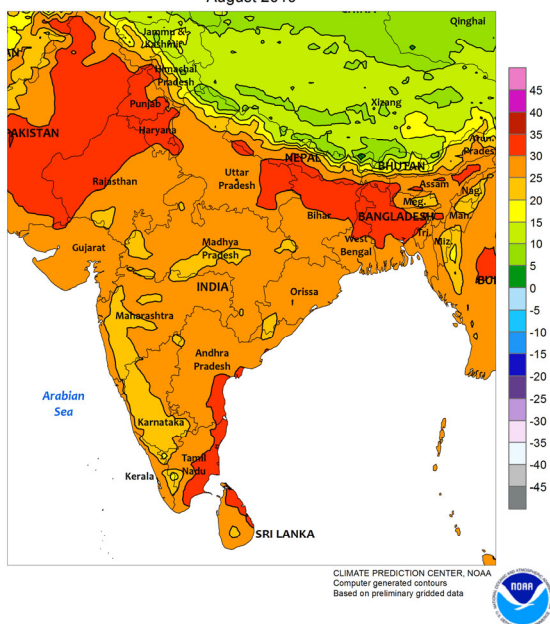 Qinghai
Jammu &
Kashmir
Himachal
Pradesh
Xizang
Punjab
PAKISTAN
Haryana
NEPAL
BHUTAN
Pradesh
Uttar
Pradesh
Assam
Nag.
Rajasthan
Meg.
Bihar
BANGLADESH
Man.
Tri.
Miz.
West
Bengal
Gujarat
Madhya
Pradesh
INDIA
Orissa
Maharashtra
Andhra
Pradesh
Arabian
Sea
Karnataka
Tamil
Nadu
Kerala
SRI LANKA
45
40
35
30
25
20
15
10
5
0
-5
-10
-15
-20
-25
-30
-35
-40
-45
CLIMATE PREDICTION CENTER, NOAA
Computer generated contours
Based on preliminary gridded data
NOAA